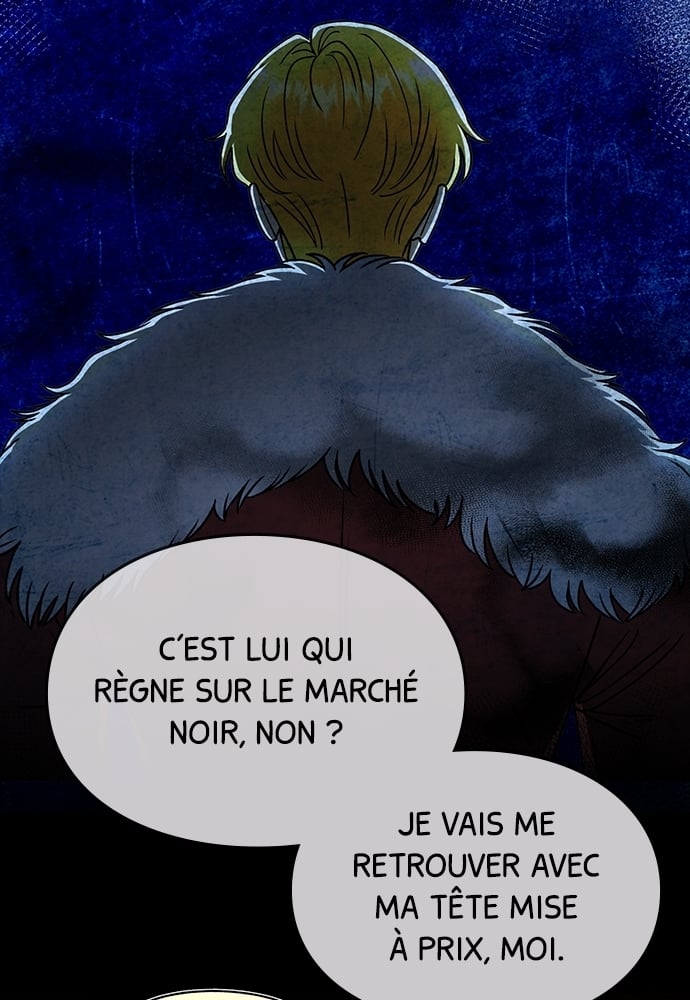 C'EST LUI QUI
RÈGNE SUR LE MARCHÉ
NOIR, NON ?
JE VAIS ME
RETROUVER AVEC
MA TÊTE MISE
À PRIX, MOI.